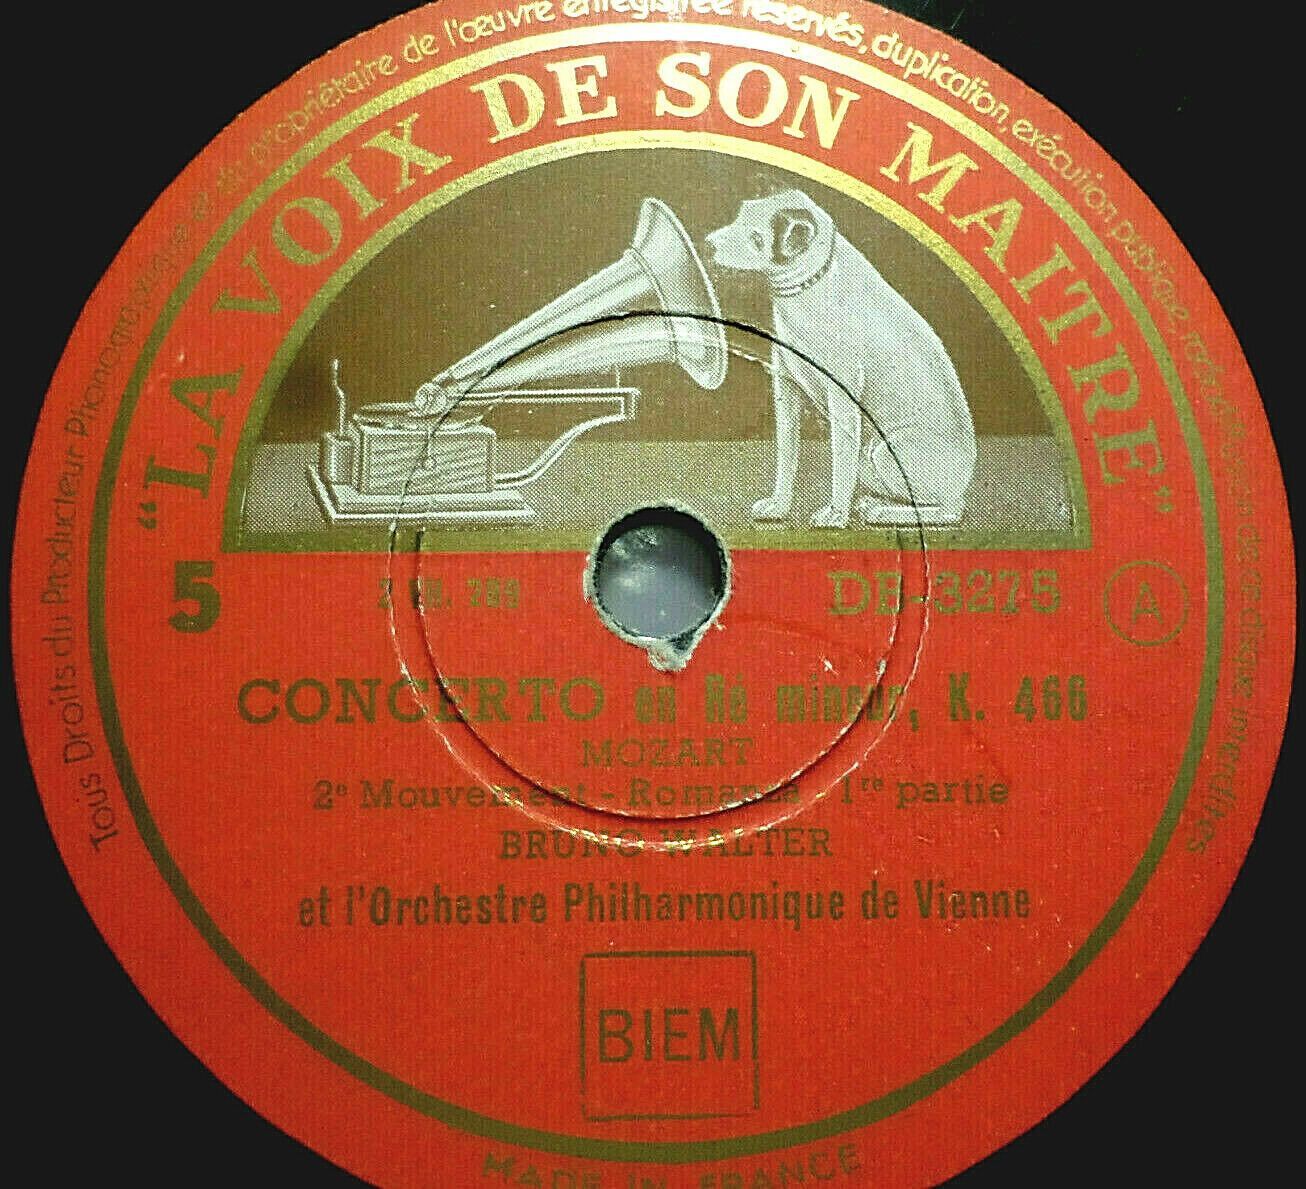 Tous Droits du Producteur Phonographique et du propriétaire de l'œuvre enregistrée réservés, duplication, exécution publique, radiodiffusion de ce disque interdites
"LA VOIX DE SON MAITRE"
5
DB-3275
A
CONCERTO en Ré mineur, K. 466
MOZART
2e Mouvement - Romanza - 1re partie
BRUNO WALTER
et l'Orchestre Philharmonique de Vienne
BIEM
MADE IN FRANCE